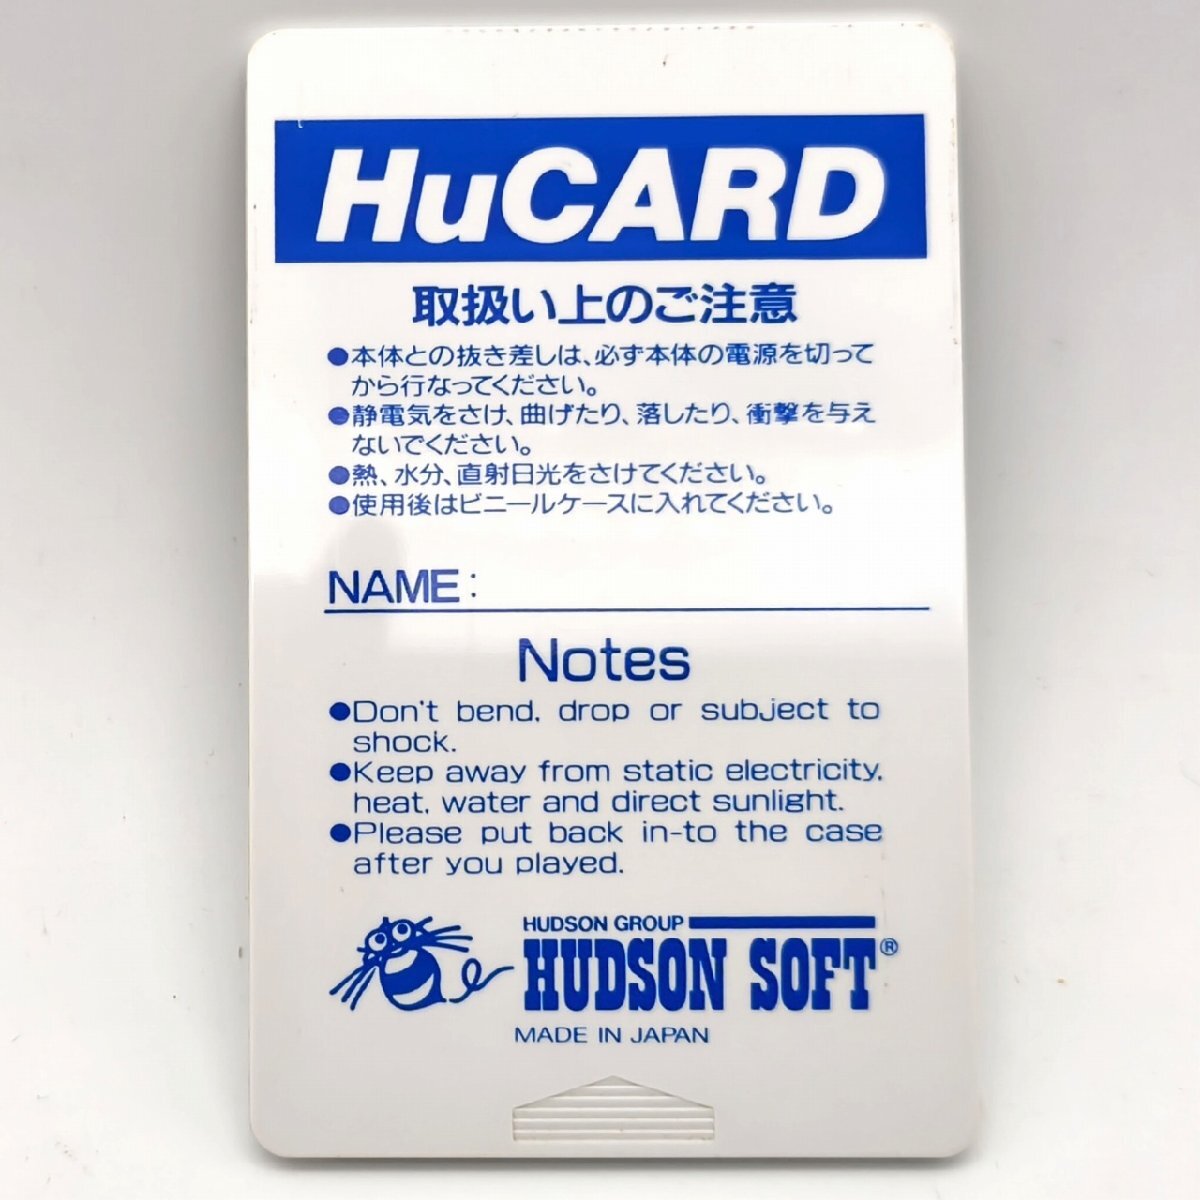 HuCARD
取扱い上のご注意
●本体との抜き差しは、必ず本体の電源を切って
から行なってください。
●静電気をさけ、曲げたり、落したり、衝撃を与え
ないでください。
●熱、水分、直射日光をさけてください。
●使用後はビニールケースに入れてください。
NAME:
Notes
●Don't bend, drop or subject to
shock.
●Keep away from static electricity,
heat, water and direct sunlight.
●Please put back in-to the case
after you played.
HUDSON GROUP
HUDSON SOFT®
MADE IN JAPAN